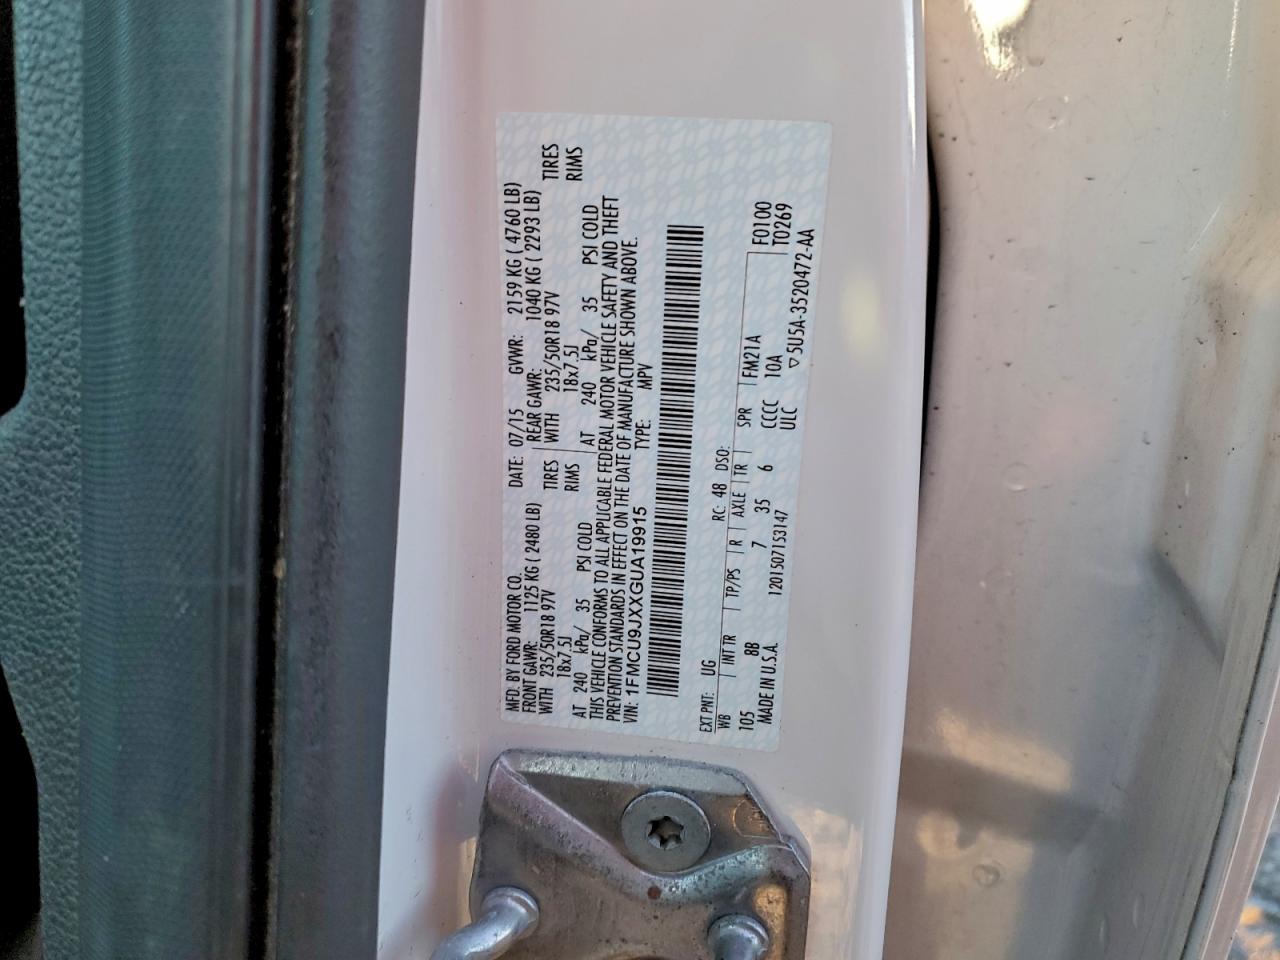 MFD. BY FORD MOTOR CO. DATE: 07/15 GVWR: 2159 KG ( 4760 LB)
FRONT GAWR: 1125 KG ( 2480 LB) REAR GAWR: 1040 KG ( 2293 LB)
WITH 235/50R18 97V TIRES WITH 235/50R18 97V TIRES
18x7.5J RIMS 18x7.5J RIMS
AT 240 kPa/ 35 PSI COLD AT 240 kPa/ 35 PSI COLD
THIS VEHICLE CONFORMS TO ALL APPLICABLE FEDERAL MOTOR VEHICLE SAFETY AND THEFT
PREVENTION STANDARDS IN EFFECT ON THE DATE OF MANUFACTURE SHOWN ABOVE.
VIN: 1FMCU9JXXGUA19915 TYPE: MPV
EXT PNT: UG RC: 48 DSO:
WB INT TR TP/PS R AXLE TR SPR FM21A F0100
105 8B 7 35 6 CCCC 10A T0269
MADE IN U.S.A. 1201507153147 ULC ▽5U5A-3520472-AA